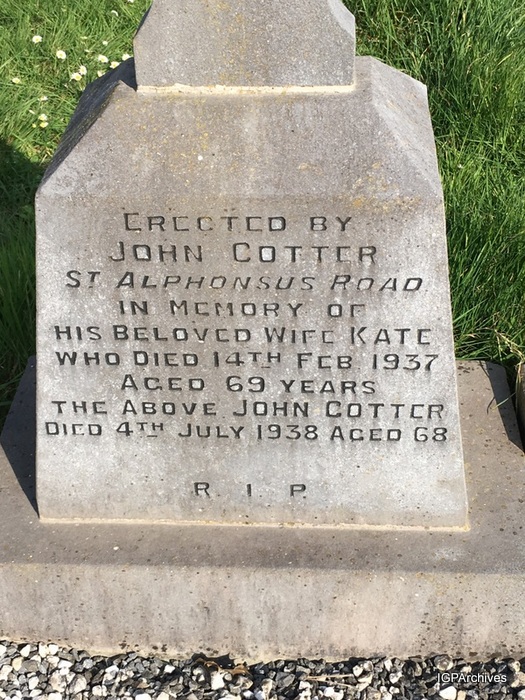 ERECTED BY
JOHN COTTER
ST ALPHONSUS ROAD
IN MEMORY OF
HIS BELOVED WIFE KATE
WHO DIED 14TH FEB. 1937
AGED 69 YEARS
THE ABOVE JOHN COTTER
DIED 4TH JULY 1938 AGED 68
R. I. P.
IGPArchives